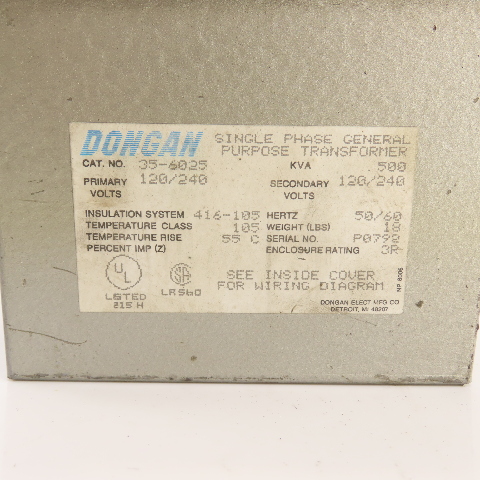 DONGAN
SINGLE PHASE GENERAL
PURPOSE TRANSFORMER
CAT. NO. 35-6025 KVA .500
PRIMARY VOLTS 120/240 SECONDARY VOLTS 120/240
INSULATION SYSTEM 416-105 HERTZ 50/60
TEMPERATURE CLASS 105 WEIGHT (LBS) 18
TEMPERATURE RISE 55 C SERIAL NO. P0792
PERCENT IMP (Z) ENCLOSURE RATING 3R
UL
LISTED
215 H
SA
LR560
SEE INSIDE COVER
FOR WIRING DIAGRAM
DONGAN ELECT MFG CO
DETROIT, MI 48207